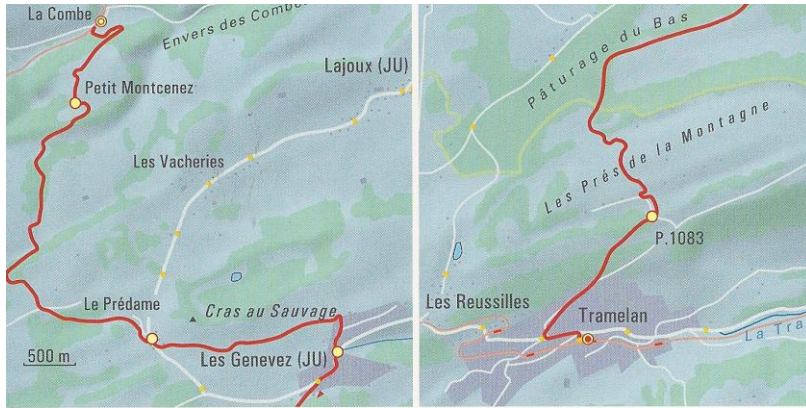 La Combe
Envers des Combes
Petit Montcenez
Lajoux (JU)
Les Vacheries
Le Prédame
Cras au Sauvage
500 m
Les Genevez (JU)
Pâturage du Bas
Les Prés de la Montagne
P.1083
Les Reussilles
Tramelan
La Tra